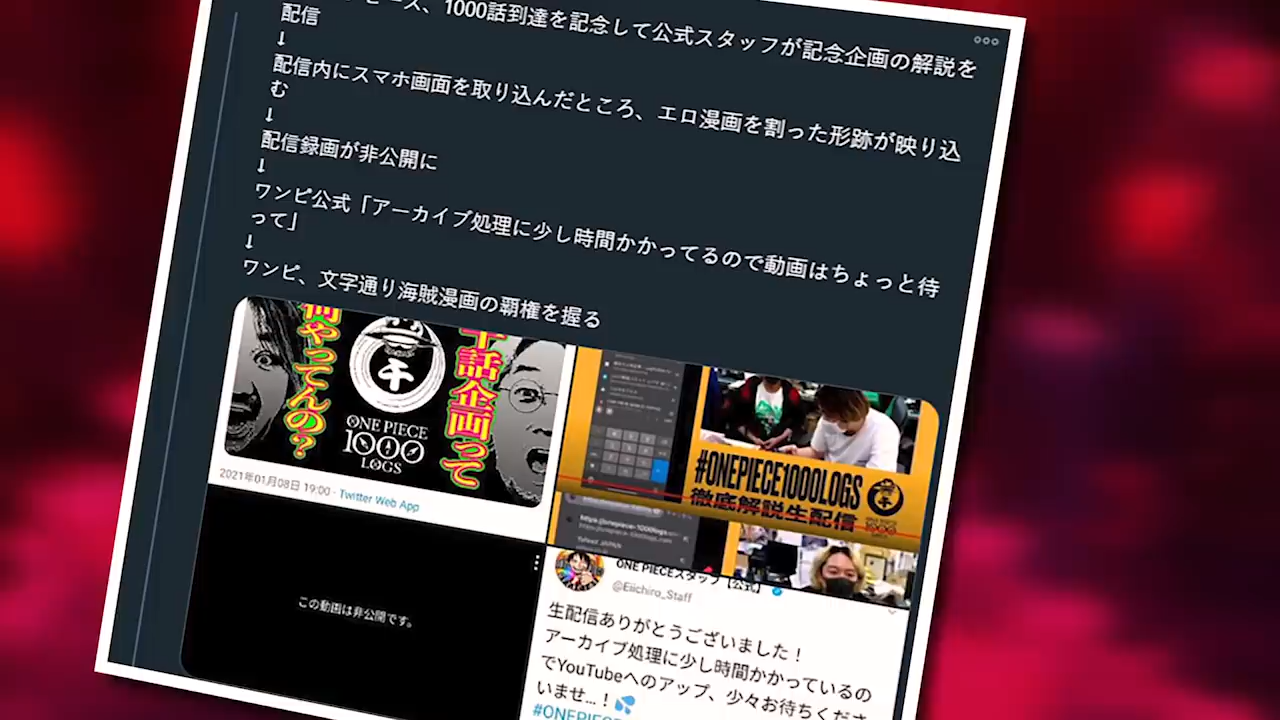 ピース、1000話到達を記念して公式スタッフが記念企画の解説を
配信
↓
配信内にスマホ画面を取り込んだところ、エロ漫画を割った形跡が映り込
む
↓
配信録画が非公開に
↓
ワンピ公式「アーカイブ処理に少し時間かかってるので動画はちょっと待
って」
↓
ワンピ、文字通り海賊漫画の覇権を握る
何やってんの?
千
ONE PIECE
1000
LOGS
千話企画って
2021年01月08日 19:00 · Twitter Web App
#ONEPIECE1000LOGS
徹底解説生配信
https://onepiece-1000logs.c
Yahoo! JAPAN
この動画は非公開です。
ONE PIECEスタッフ【公式】
@Eiichiro_Staff
生配信ありがとうございました!
アーカイブ処理に少し時間かかっているの
でYouTubeへのアップ、少々お待ちくださ
いませ…!💦
#ONEPIEC